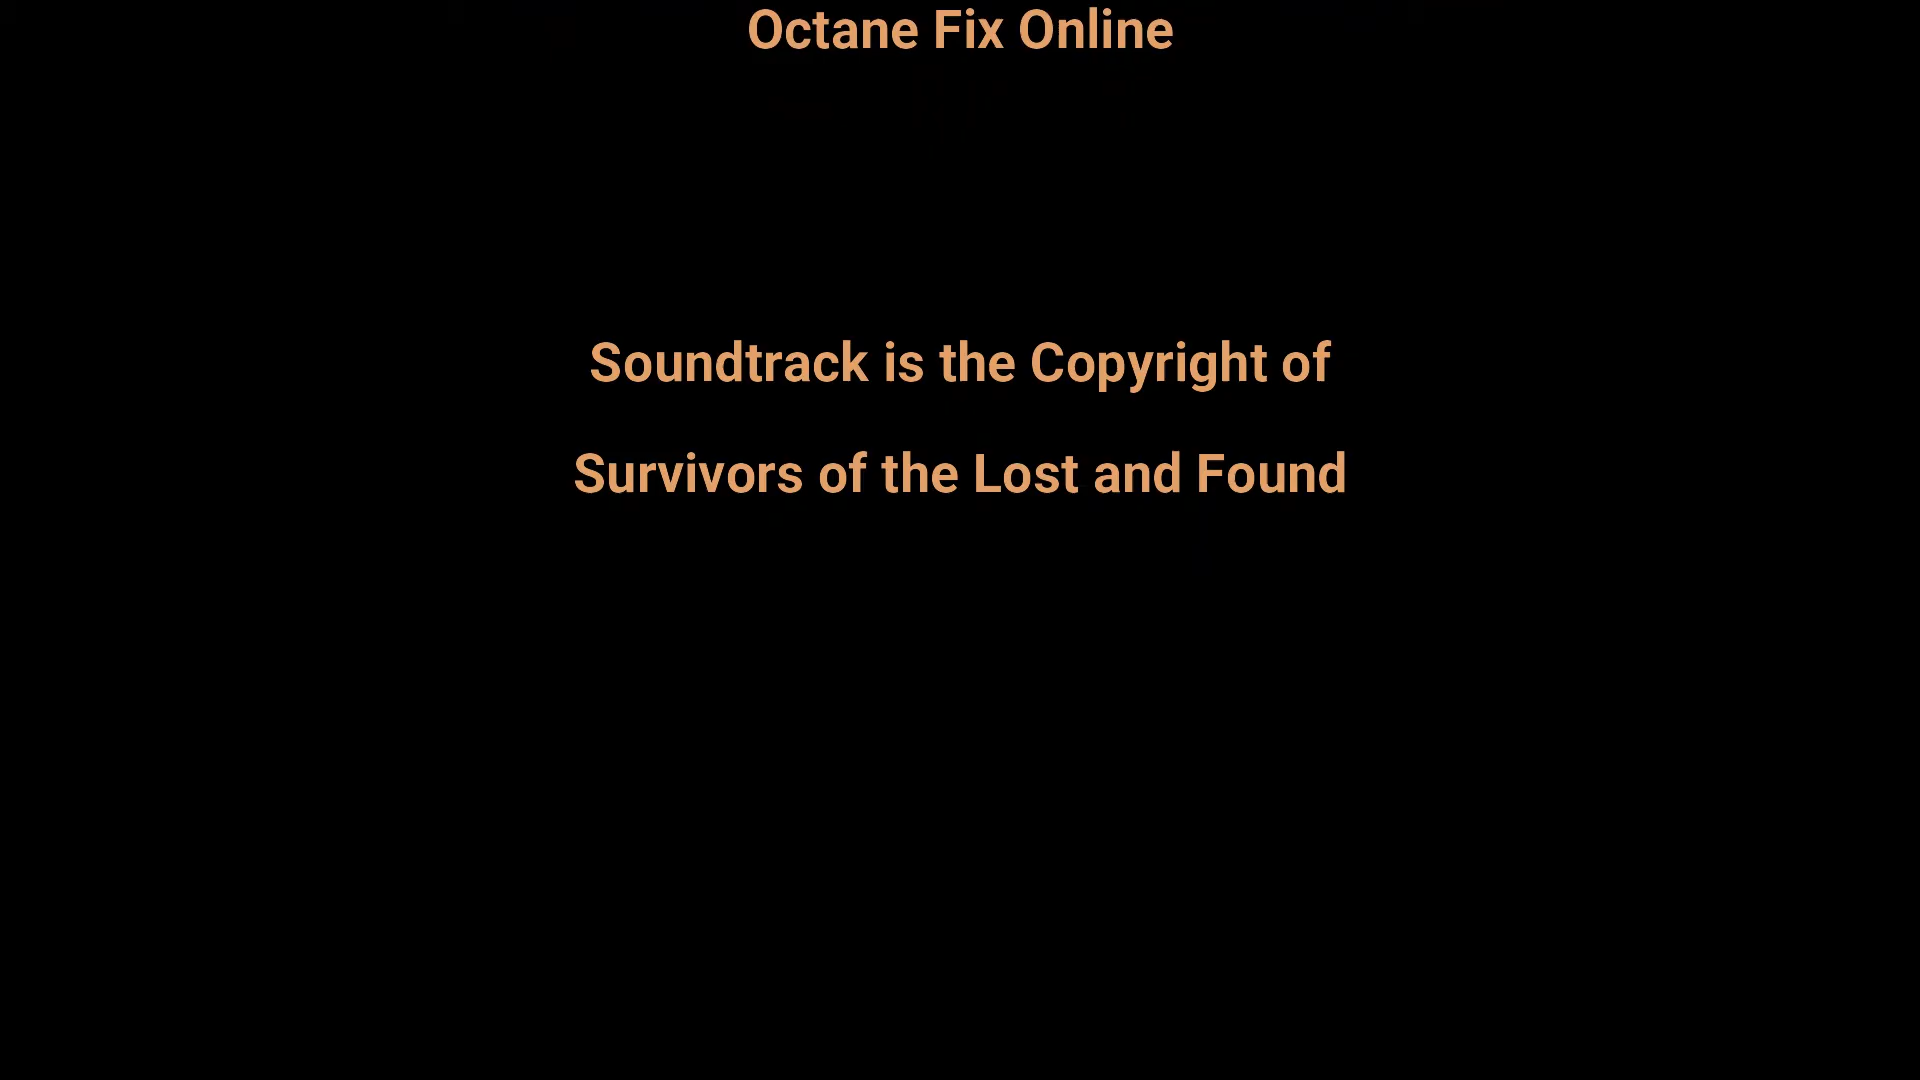 Octane Fix Online
Soundtrack is the Copyright of
Survivors of the Lost and Found